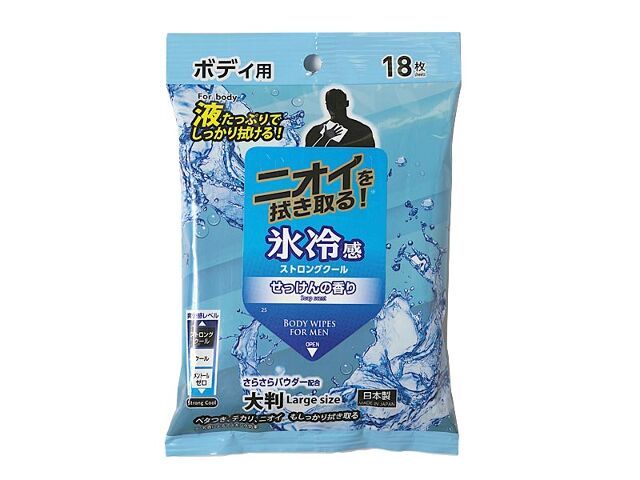 ボディ用
For body
18枚
液たっぷりで
しっかり拭ける!
ニオイを
拭き取る!
氷冷感
ストロングクール
せっけんの香り
Soap scent
25
BODY WIPES
FOR MEN
OPEN
ストロング
クール
クール
メントール
ゼロ
Strong Cool
さらさらパウダー配合
大判 Large size
日本製
MADE IN JAPAN
ベタつき、テカリ、ニオイ もしっかり拭き取る